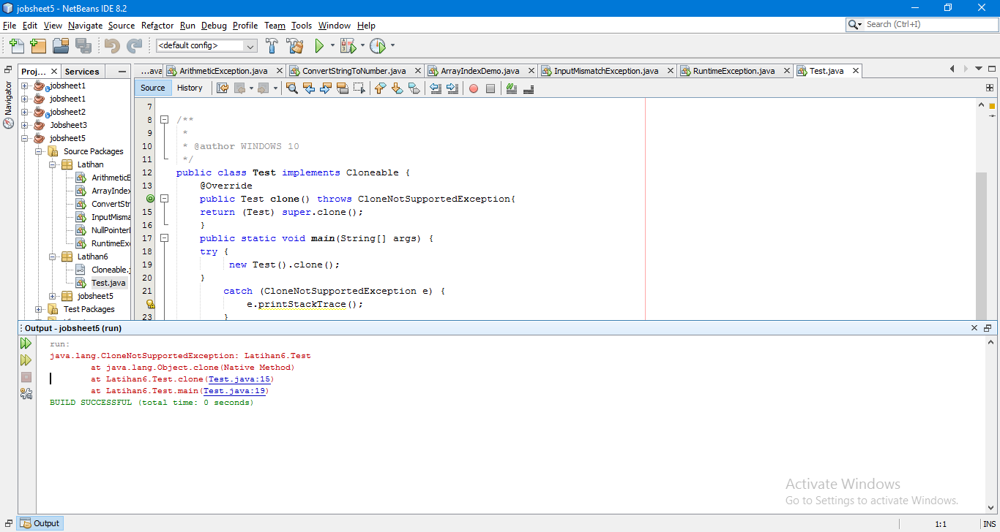 jobsheet5 - NetBeans IDE 8.2
File Edit View Navigate Source Refactor Run Debug Profile Team Tools Window Help
Search (Ctrl+I)
<default config>
Proj... Services
...ava ArithmeticException.java ConvertStringToNumber.java ArrayIndexDemo.java InputMismatchException.java RuntimeException.java Test.java
Navigator
Source History
jobsheet1
jobsheet1
jobsheet2
Jobsheet3
jobsheet5
Source Packages
Latihan
ArithmeticE
ArrayIndex
ConvertStr
InputMisma
NullPointerI
RuntimeEx
Latihan6
Cloneable.j
Test.java
jobsheet5
Test Packages
7
8 /**
9 *
10 * @author WINDOWS 10
11 */
12 public class Test implements Cloneable {
13 @Override
public Test clone() throws CloneNotSupportedException{
15 return (Test) super.clone();
16 }
17 public static void main(String[] args) {
18 try {
19 new Test().clone();
20 }
21 catch (CloneNotSupportedException e) {
e.printStackTrace();
23 }
Output - jobsheet5 (run)
run:
java.lang.CloneNotSupportedException: Latihan6.Test
at java.lang.Object.clone(Native Method)
at Latihan6.Test.clone(Test.java:15)
at Latihan6.Test.main(Test.java:19)
BUILD SUCCESSFUL (total time: 0 seconds)
Activate Windows
Go to Settings to activate Windows.
Output
1:1 INS